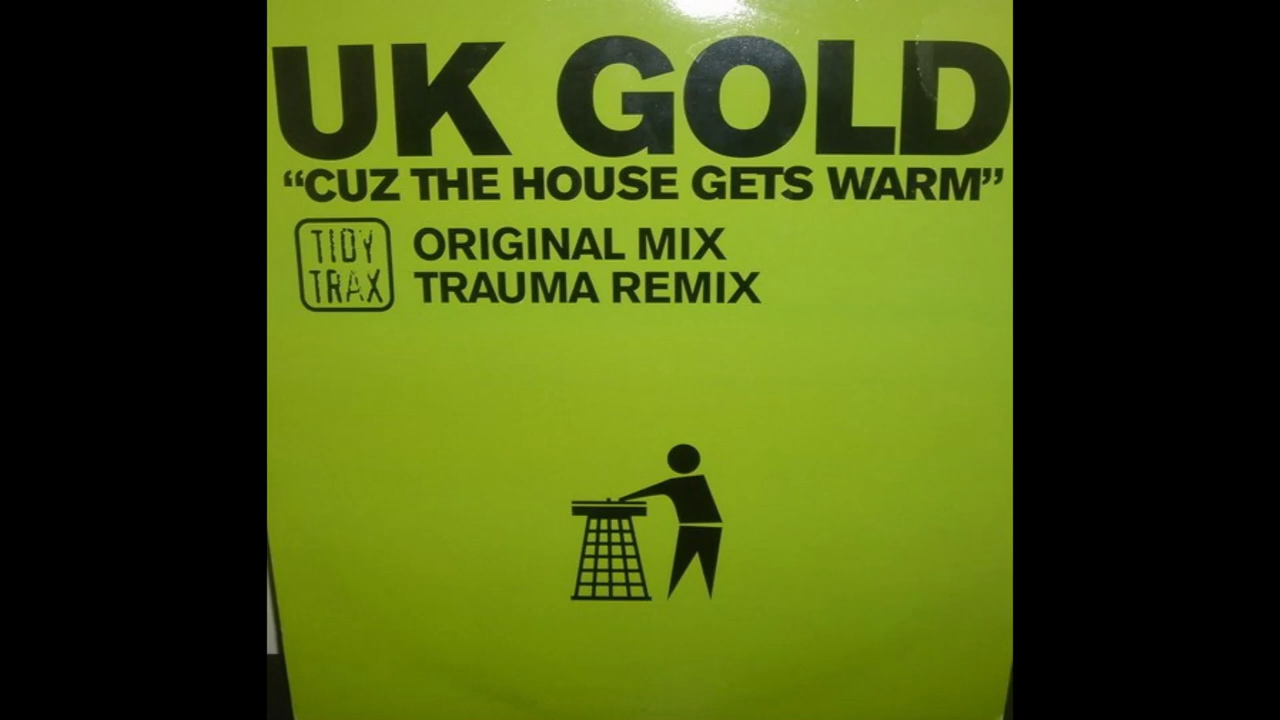 UK GOLD
“CUZ THE HOUSE GETS WARM”
TIDY
TRAX
ORIGINAL MIX
TRAUMA REMIX